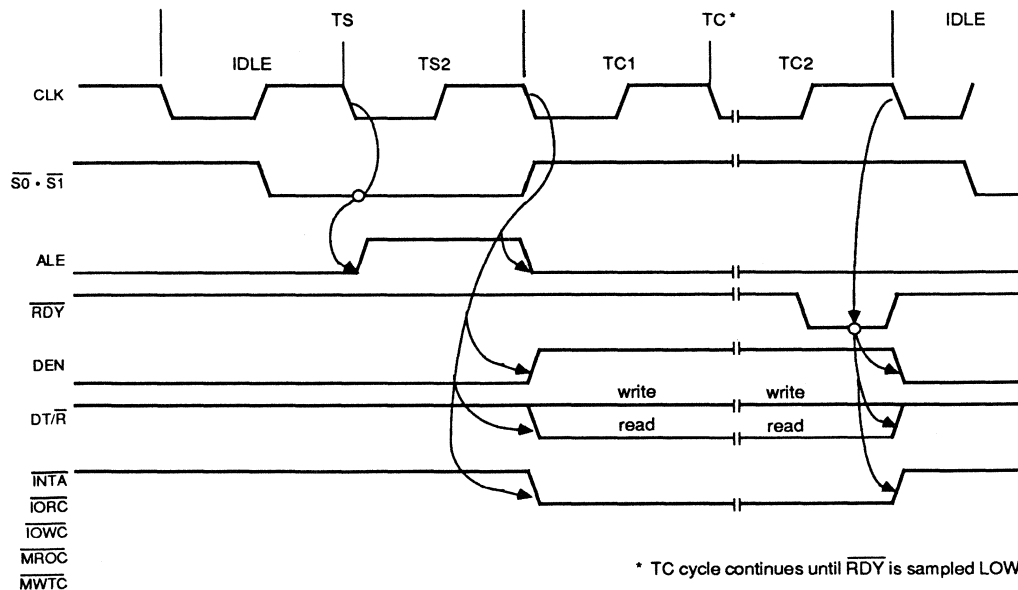 TS TC* IDLE
IDLE TS2 TC1 TC2
CLK
S0 • S1
ALE
RDY
DEN
write write
DT/R
read read
INTA
IORC
IOWC
MROC
MWTC
* TC cycle continues until RDY is sampled LOW